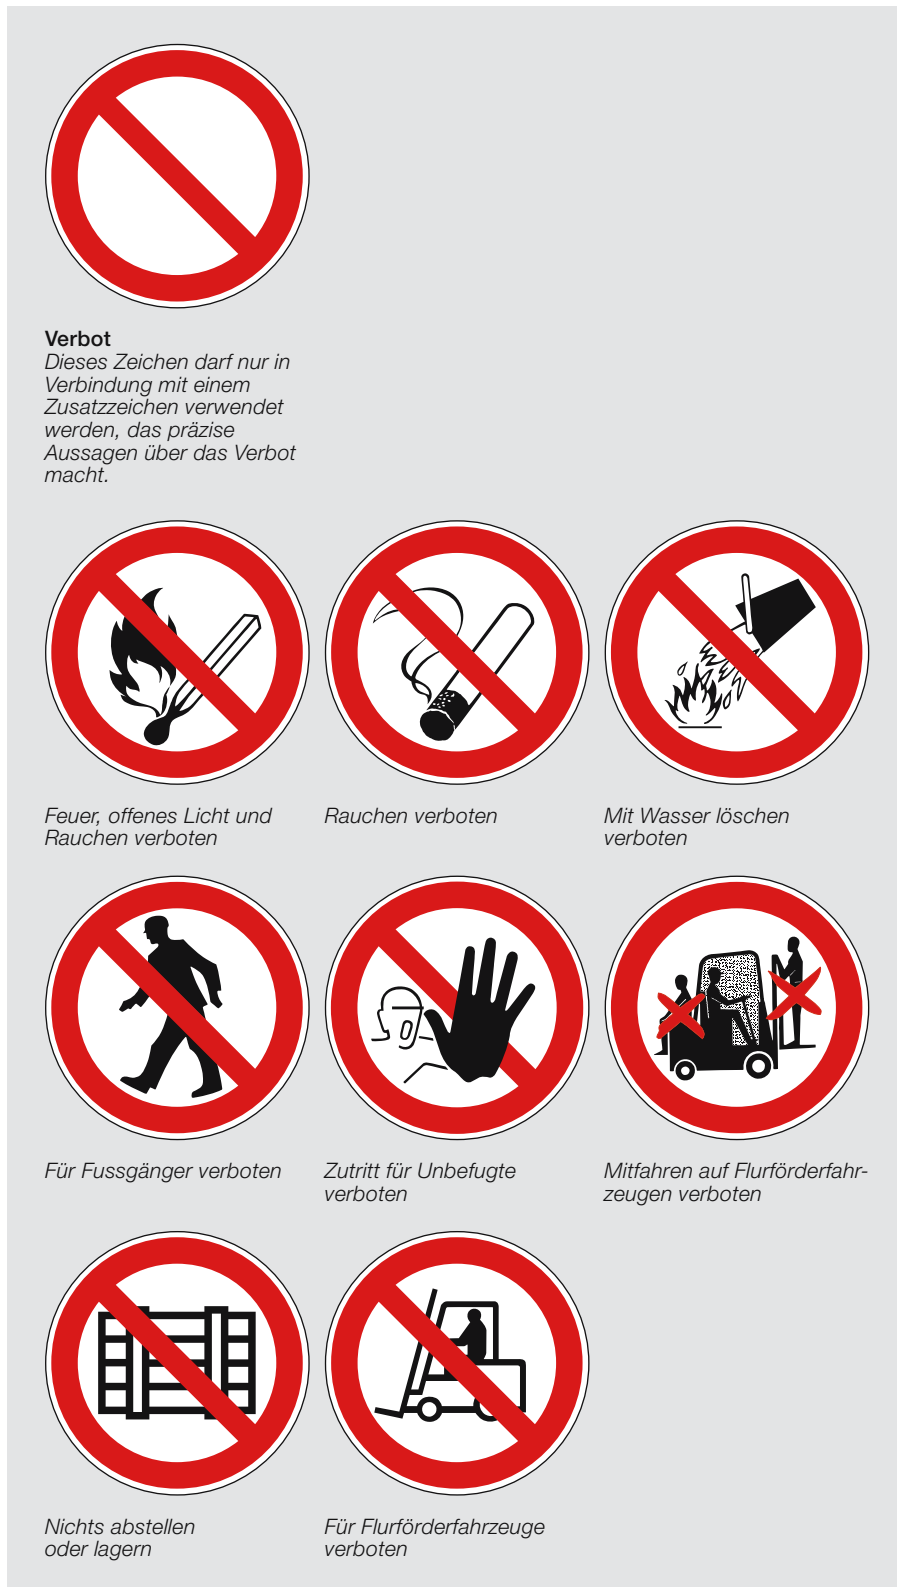 Verbot
Dieses Zeichen darf nur in
Verbindung mit einem
Zusatzzeichen verwendet
werden, das präzise
Aussagen über das Verbot
macht.
Feuer, offenes Licht und
Rauchen verboten
Rauchen verboten
Mit Wasser löschen
verboten
Für Fussgänger verboten
Zutritt für Unbefugte
verboten
Mitfahren auf Flurförderfahr-
zeugen verboten
Nichts abstellen
oder lagern
Für Flurförderfahrzeuge
verboten